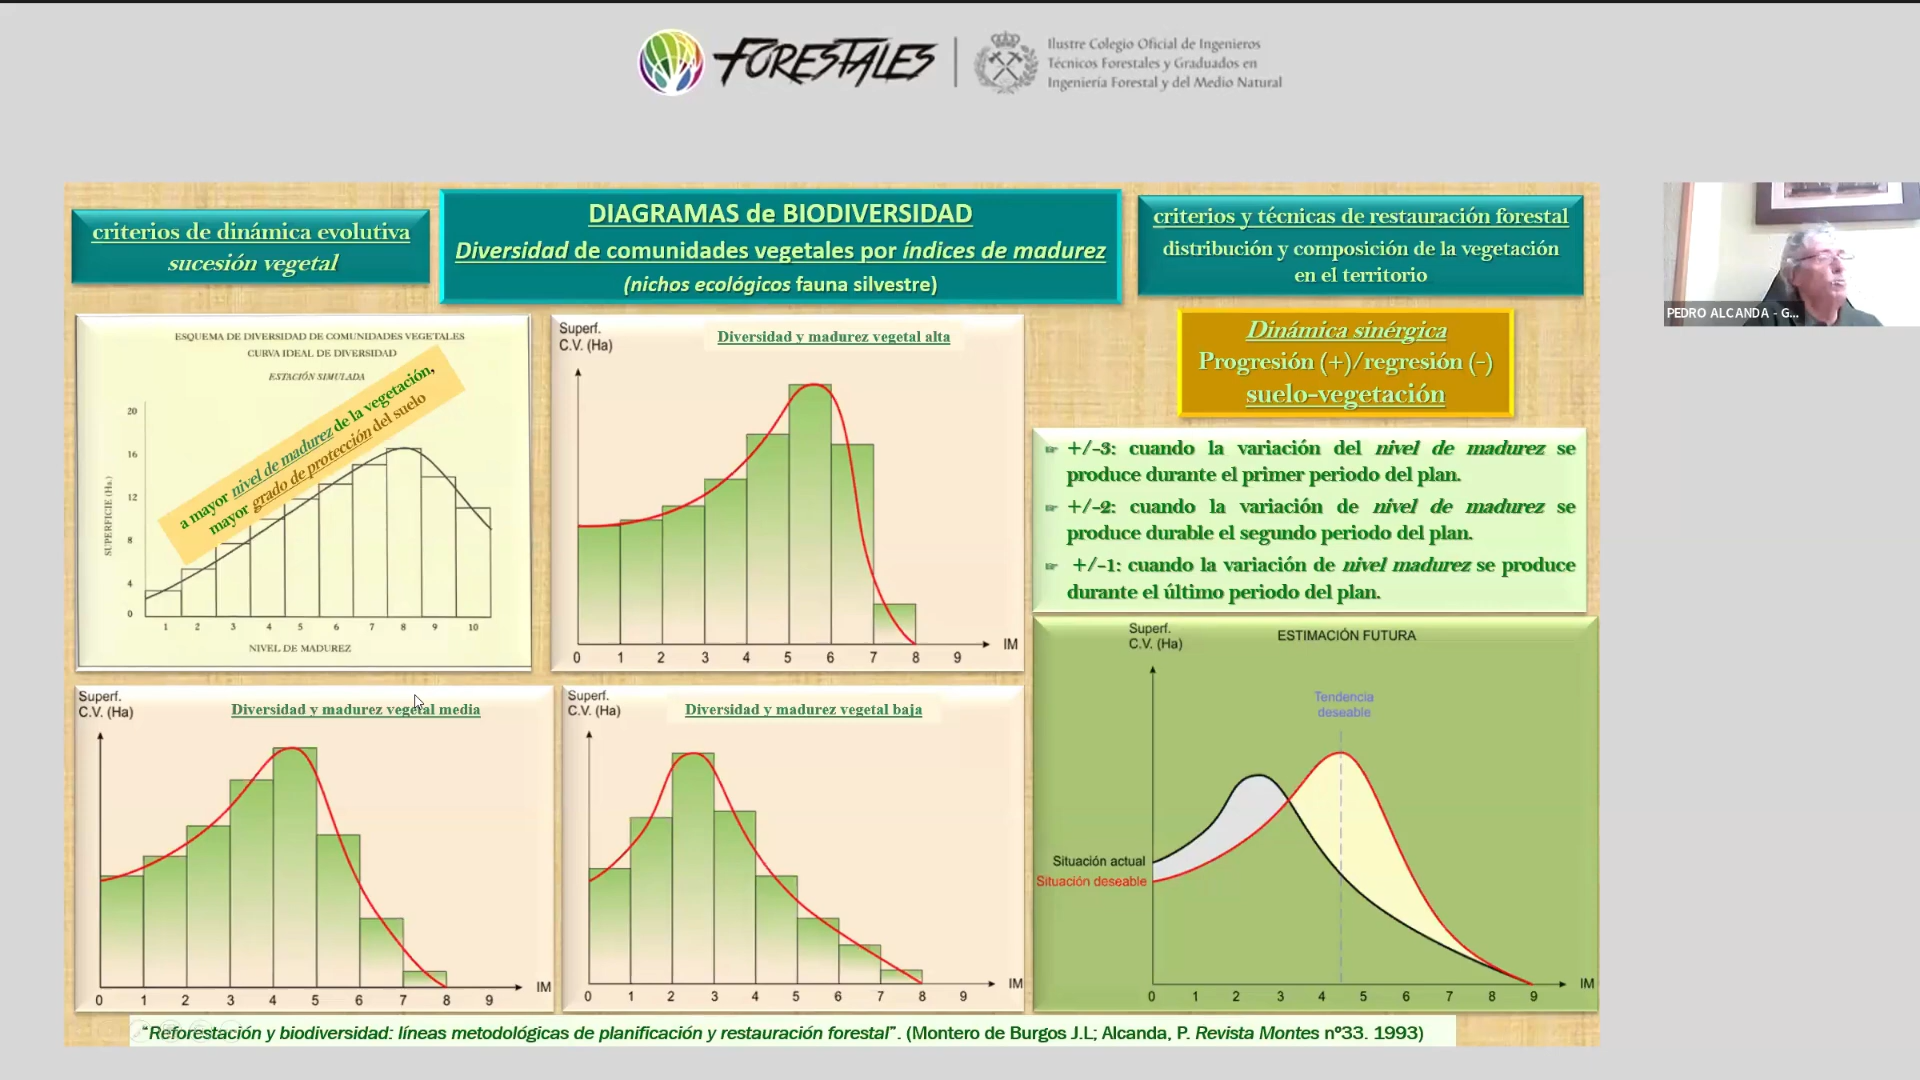 FORESTALES
Ilustre Colegio Oficial de Ingenieros
Técnicos Forestales y Graduados en
Ingeniería Forestal y del Medio Natural
criterios de dinámica evolutiva
sucesión vegetal
DIAGRAMAS de BIODIVERSIDAD
Diversidad de comunidades vegetales por índices de madurez
(nichos ecológicos fauna silvestre)
criterios y técnicas de restauración forestal
distribución y composición de la vegetación
en el territorio
PEDRO ALCANDA - G...
ESQUEMA DE DIVERSIDAD DE COMUNIDADES VEGETALES
CURVA IDEAL DE DIVERSIDAD
ESTACIÓN SIMULADA
a mayor nivel de madurez de la vegetación,
mayor grado de protección del suelo
SUPERFICIE (Ha.)
20
16
12
8
4
0
1 2 3 4 5 6 7 8 9 10
NIVEL DE MADUREZ
Superf.
C.V. (Ha)
Diversidad y madurez vegetal alta
IM
0 1 2 3 4 5 6 7 8 9
Dinámica sinérgica
Progresión (+)/regresión (-)
suelo-vegetación
+/-3: cuando la variación del nivel de madurez se
produce durante el primer periodo del plan.
+/-2: cuando la variación de nivel de madurez se
produce durable el segundo periodo del plan.
+/-1: cuando la variación de nivel madurez se produce
durante el último periodo del plan.
Superf.
C.V. (Ha)
Diversidad y madurez vegetal media
IM
0 1 2 3 4 5 6 7 8 9
Superf.
C.V. (Ha)
Diversidad y madurez vegetal baja
IM
0 1 2 3 4 5 6 7 8 9
Superf.
C.V. (Ha)
ESTIMACIÓN FUTURA
Tendencia
deseable
Situación actual
Situación deseable
IM
0 1 2 3 4 5 6 7 8 9
"Reforestación y biodiversidad: líneas metodológicas de planificación y restauración forestal". (Montero de Burgos J.L; Alcanda, P. Revista Montes nº33. 1993)